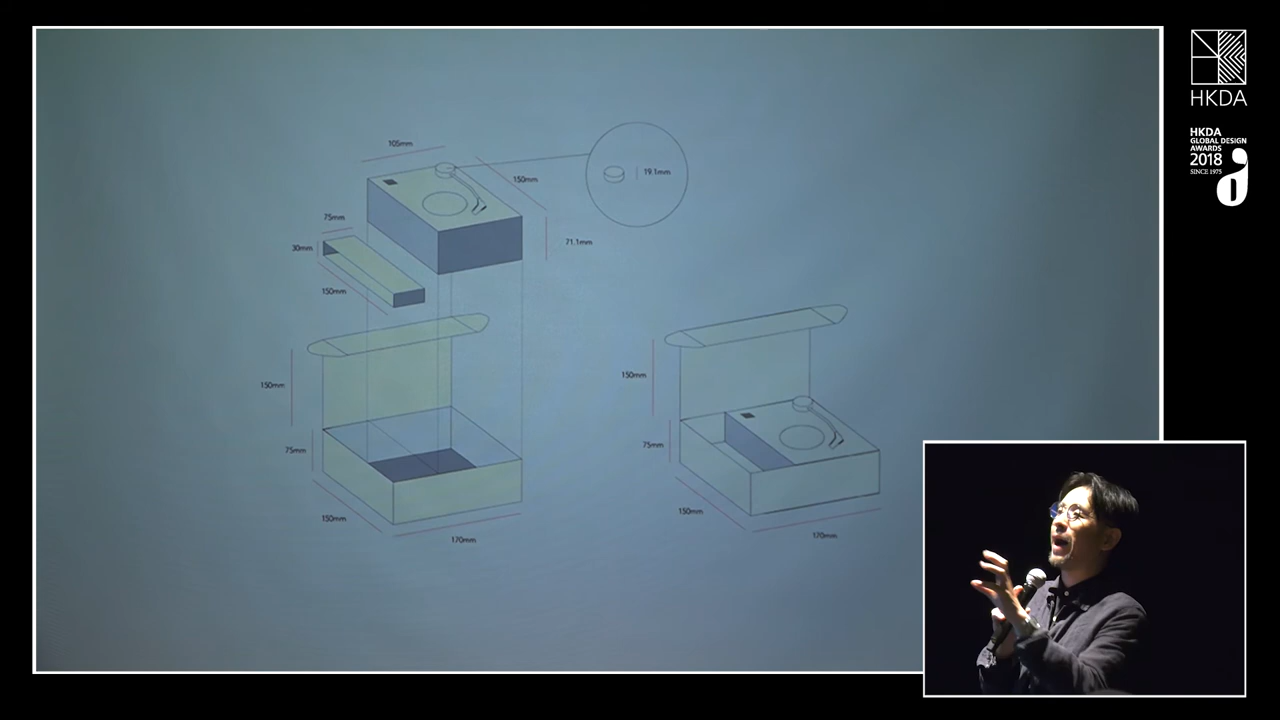 105mm
150mm
19.1mm
75mm
30mm
71.1mm
150mm
150mm
75mm
150mm
170mm
150mm
75mm
150mm
170mm
HKDA
HKDA
GLOBAL DESIGN
AWARDS
2018
SINCE 1975